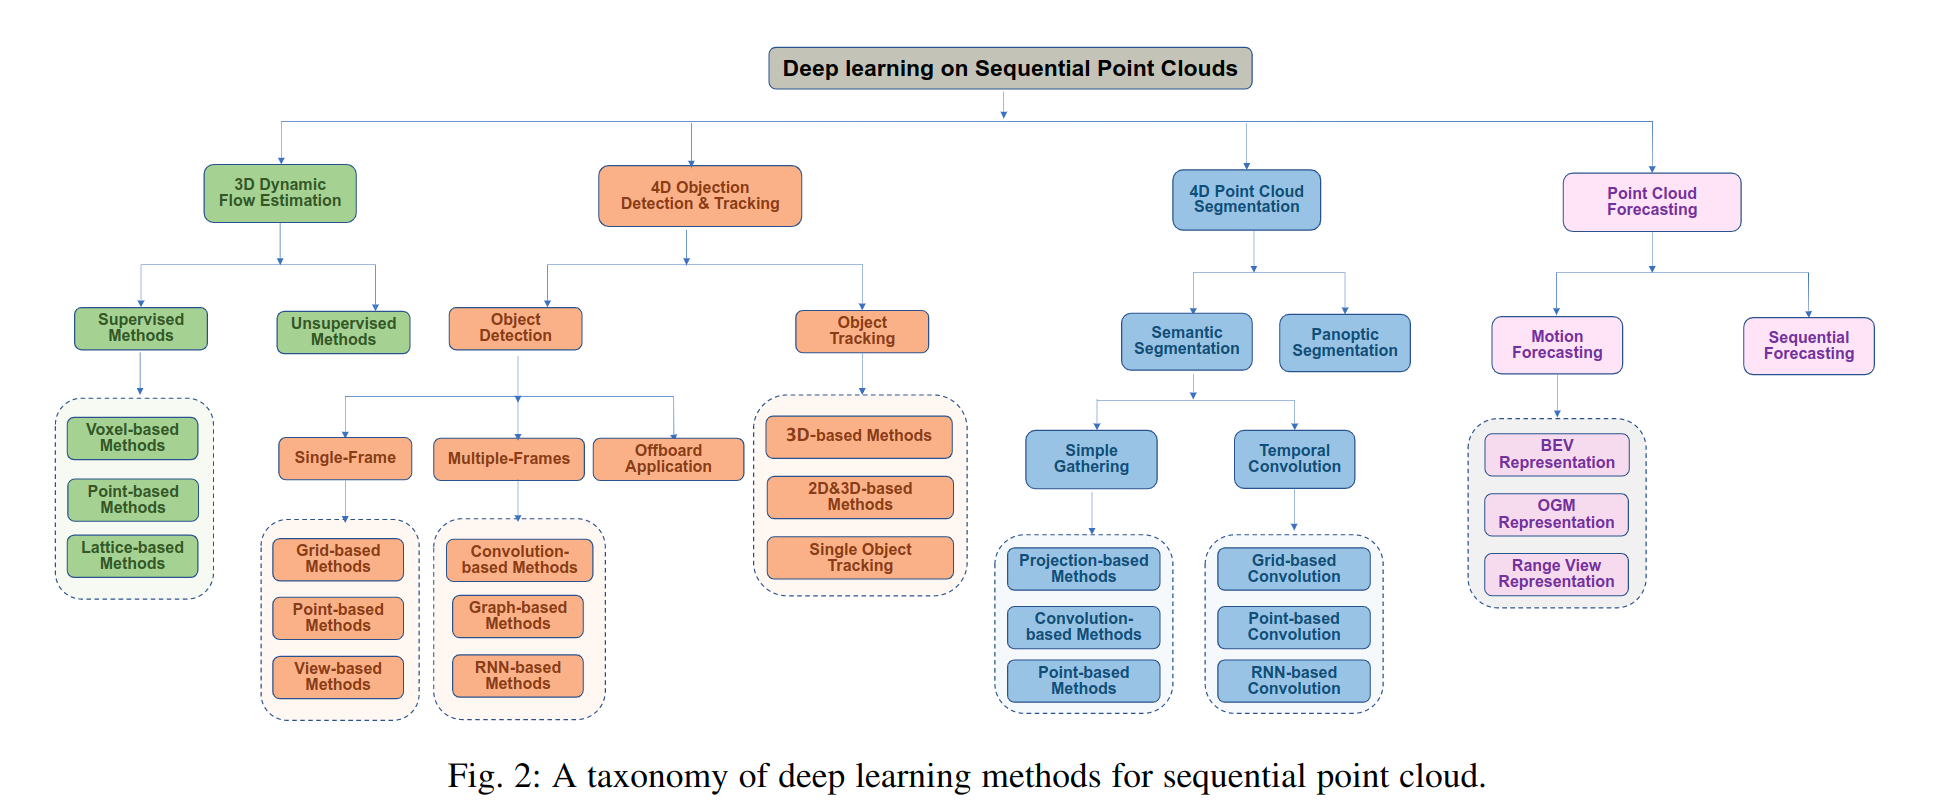 Deep learning on Sequential Point Clouds
3D Dynamic
Flow Estimation
4D Objection
Detection & Tracking
4D Point Cloud
Segmentation
Point Cloud
Forecasting
Supervised
Methods
Unsupervised
Methods
Object
Detection
Object
Tracking
Semantic
Segmentation
Panoptic
Segmentation
Motion
Forecasting
Sequential
Forecasting
Voxel-based
Methods
Point-based
Methods
Lattice-based
Methods
Single-Frame
Multiple-Frames
Offboard
Application
Grid-based
Methods
Point-based
Methods
View-based
Methods
Convolution-
based Methods
Graph-based
Methods
RNN-based
Methods
3D-based Methods
2D&3D-based
Methods
Single Object
Tracking
Simple
Gathering
Temporal
Convolution
Projection-based
Methods
Convolution-
based Methods
Point-based
Methods
Grid-based
Convolution
Point-based
Convolution
RNN-based
Convolution
BEV
Representation
OGM
Representation
Range View
Representation
Fig. 2: A taxonomy of deep learning methods for sequential point cloud.